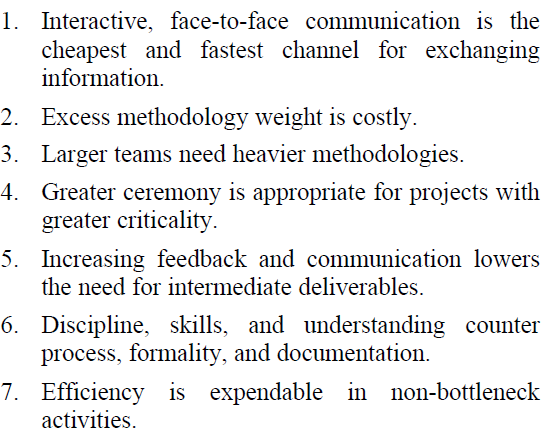 1. Interactive, face-to-face communication is the
cheapest and fastest channel for exchanging
information.
2. Excess methodology weight is costly.
3. Larger teams need heavier methodologies.
4. Greater ceremony is appropriate for projects with
greater criticality.
5. Increasing feedback and communication lowers
the need for intermediate deliverables.
6. Discipline, skills, and understanding counter
process, formality, and documentation.
7. Efficiency is expendable in non-bottleneck
activities.